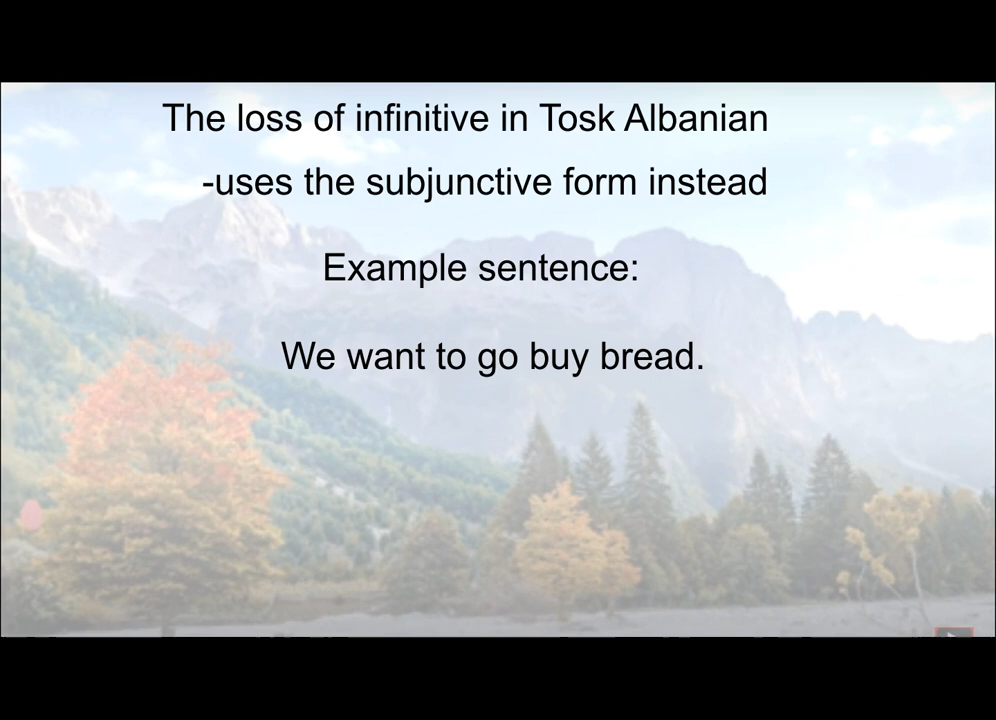 The loss of infinitive in Tosk Albanian
-uses the subjunctive form instead
Example sentence:
We want to go buy bread.